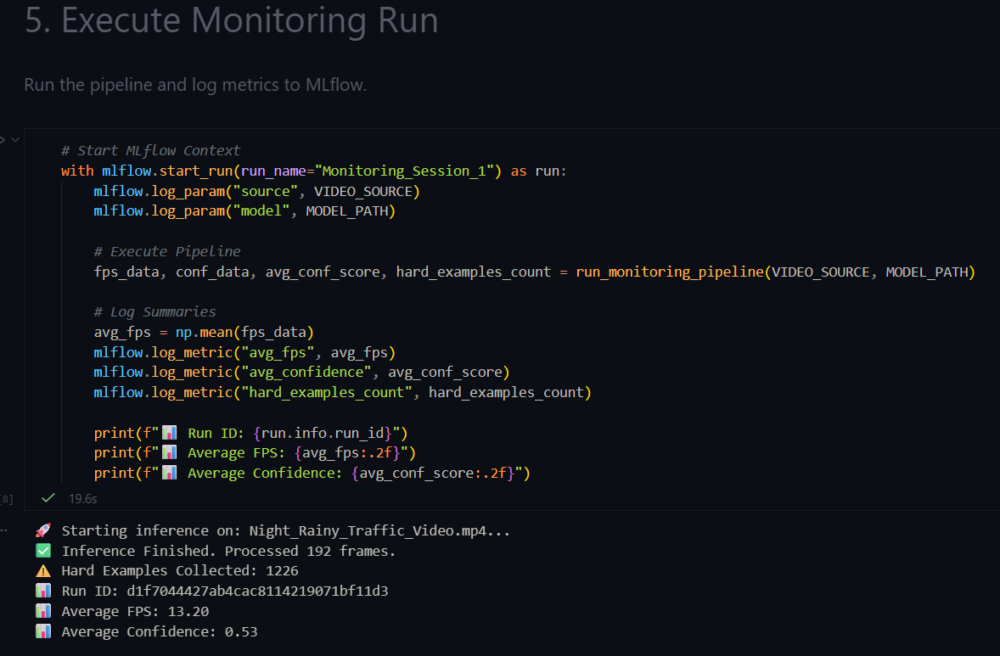 5. Execute Monitoring Run
Run the pipeline and log metrics to MLflow.
# Start MLflow Context
with mlflow.start_run(run_name="Monitoring_Session_1") as run:
mlflow.log_param("source", VIDEO_SOURCE)
mlflow.log_param("model", MODEL_PATH)
# Execute Pipeline
fps_data, conf_data, avg_conf_score, hard_examples_count = run_monitoring_pipeline(VIDEO_SOURCE, MODEL_PATH)
# Log Summaries
avg_fps = np.mean(fps_data)
mlflow.log_metric("avg_fps", avg_fps)
mlflow.log_metric("avg_confidence", avg_conf_score)
mlflow.log_metric("hard_examples_count", hard_examples_count)
print(f"📊 Run ID: {run.info.run_id}")
print(f"📊 Average FPS: {avg_fps:.2f}")
print(f"📊 Average Confidence: {avg_conf_score:.2f}")
[8]
19.6s
🚀 Starting inference on: Night_Rainy_Traffic_Video.mp4...
✅ Inference Finished. Processed 192 frames.
⚠️ Hard Examples Collected: 1226
📊 Run ID: d1f7044427ab4cac8114219071bf11d3
📊 Average FPS: 13.20
📊 Average Confidence: 0.53